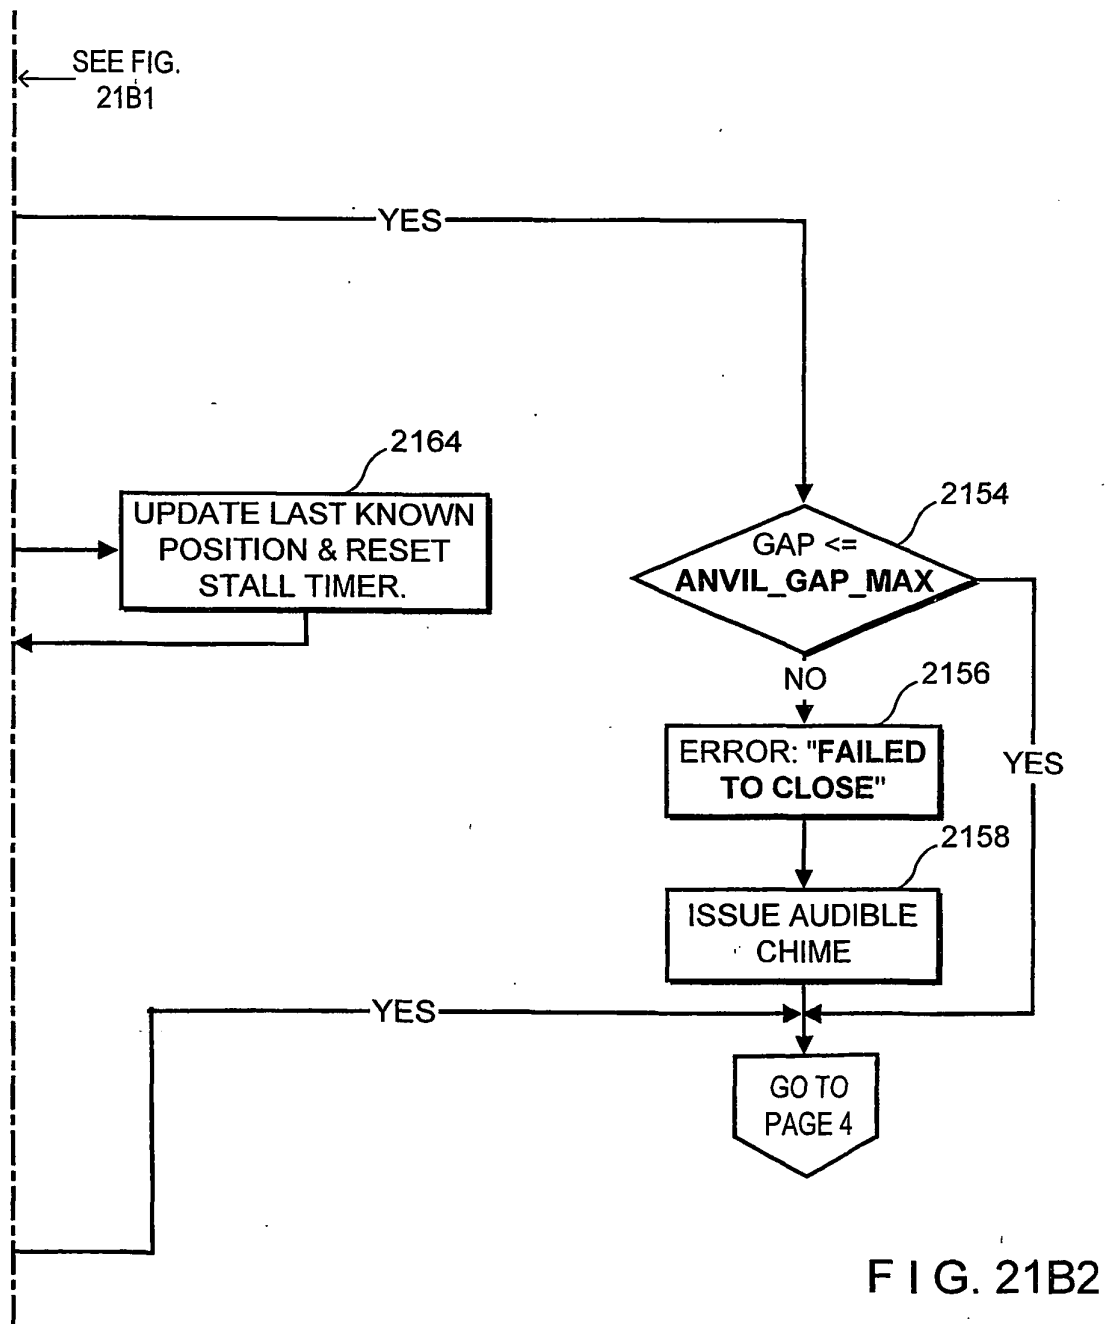 SEE FIG.
21B1
YES
2164
UPDATE LAST KNOWN
POSITION & RESET
STALL TIMER.
2154
GAP <=
ANVIL_GAP_MAX
NO
2156
ERROR: "FAILED
TO CLOSE"
YES
2158
ISSUE AUDIBLE
CHIME
YES
GO TO
PAGE 4
F I G. 21B2